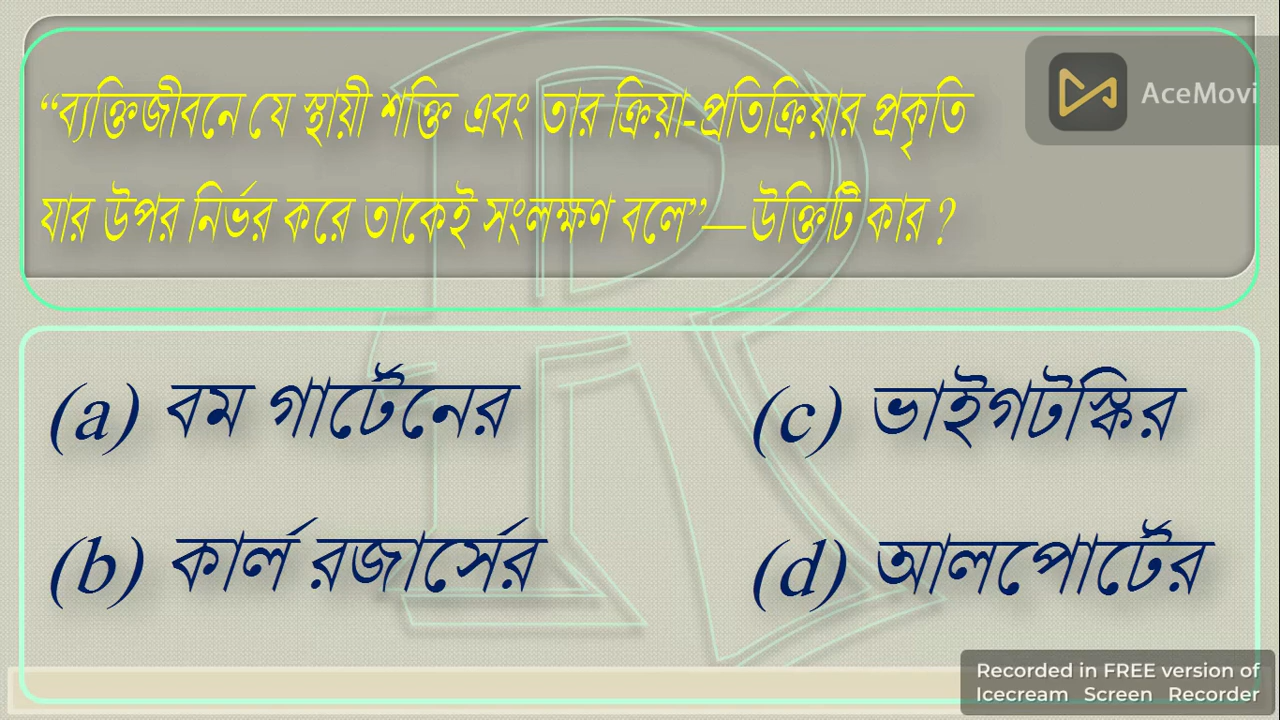 “ব্যক্তিজীবনে যে স্থায়ী শক্তি এবং তার ক্রিয়া-প্রতিক্রিয়ার প্রকৃতি
যার উপর নির্ভর করে তাকেই সংলক্ষণ বলে”—উক্তিটি কার ?
(a) বম গার্টেনের
(c) ভাইগটস্কির
(b) কার্ল রজার্সের
(d) আলপোর্টের
AceMovi
Recorded in FREE version of
Icecream Screen Recorder